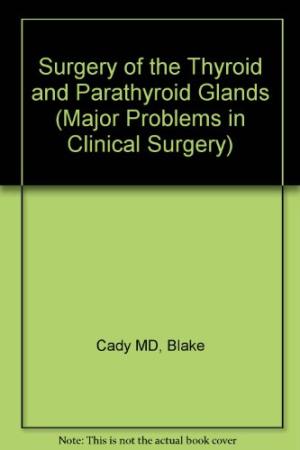 Surgery of the Thyroid
and Parathyroid Glands
(Major Problems in
Clinical Surgery)
Cady MD, Blake
Note: This is not the actual book cover